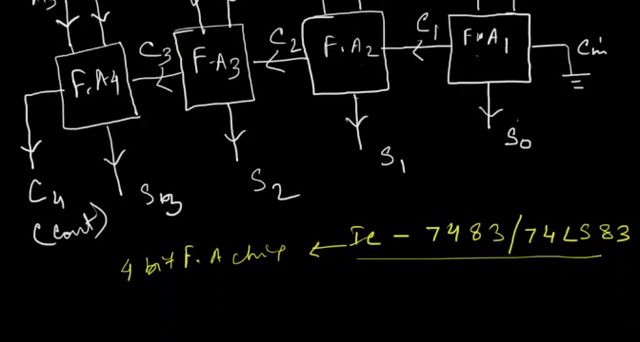 A3
C3 C2 C1
F.A4 F.A3 F.A2 F.A1 Cin
C4 S3 S2 S1 S0
(Cout)
4 bit F.A chip ← IC - 7483/74LS83